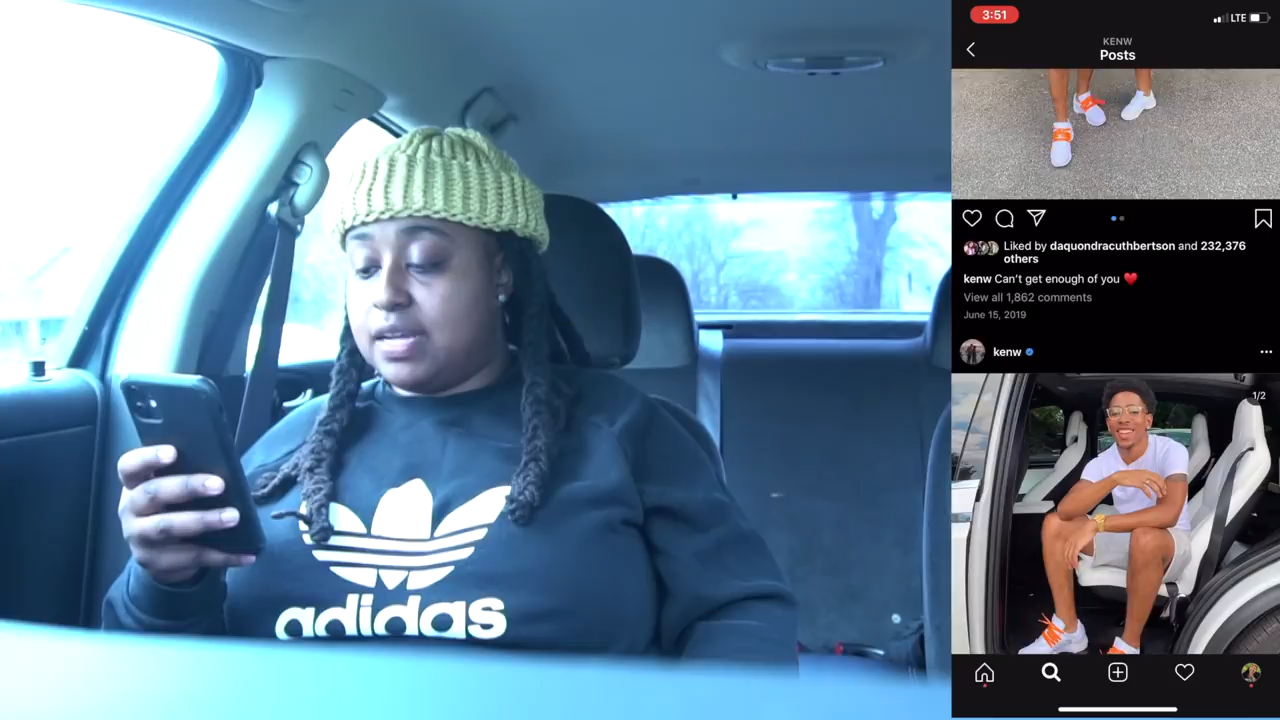 adidas
3:51
LTE
KENW
Posts
Liked by daquondracuthbertson and 232,376
others
kenw Can't get enough of you ❤️
View all 1,862 comments
June 15, 2019
kenw
1/2